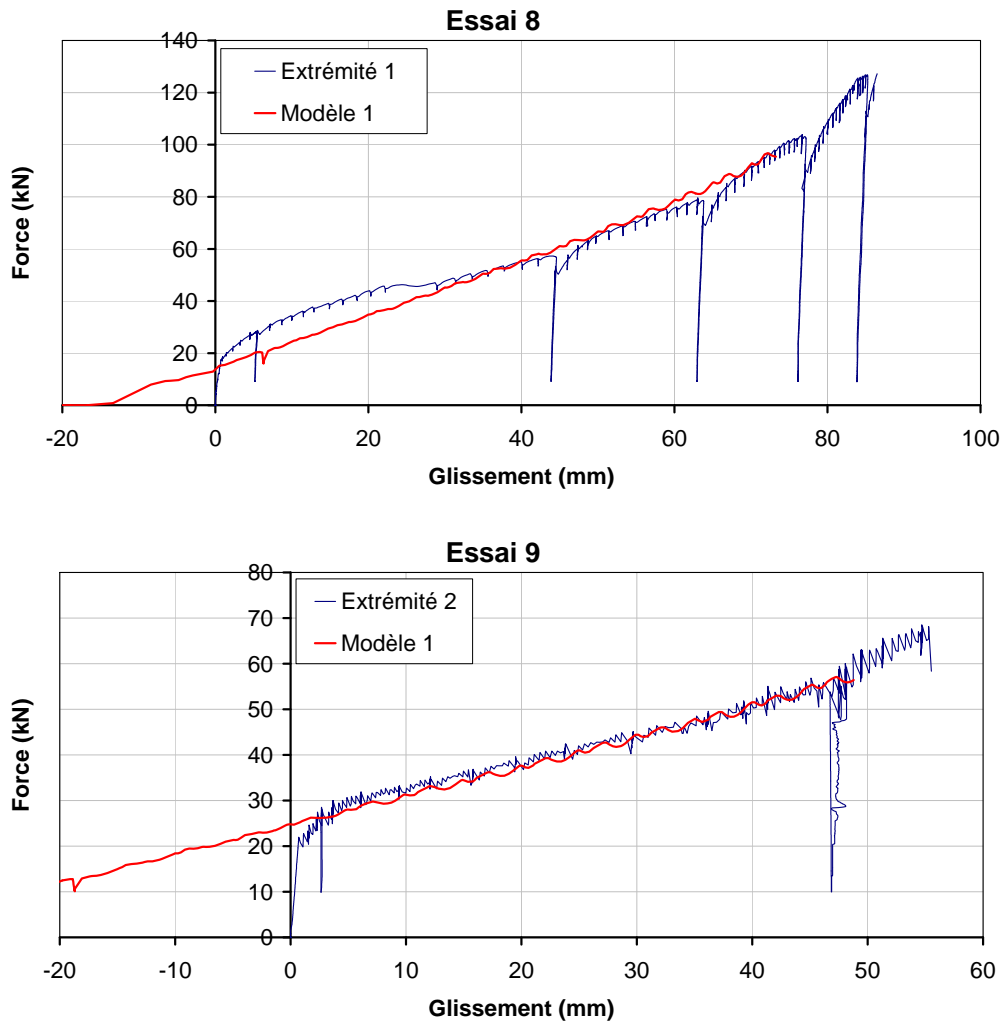 Essai 8
140
120
100
80
60
40
20
0
Force (kN)
Extrémité 1
Modèle 1
-20 0 20 40 60 80 100
Glissement (mm)
Essai 9
80
70
60
50
40
30
20
10
0
Force (kN)
Extrémité 2
Modèle 1
-20 -10 0 10 20 30 40 50 60
Glissement (mm)